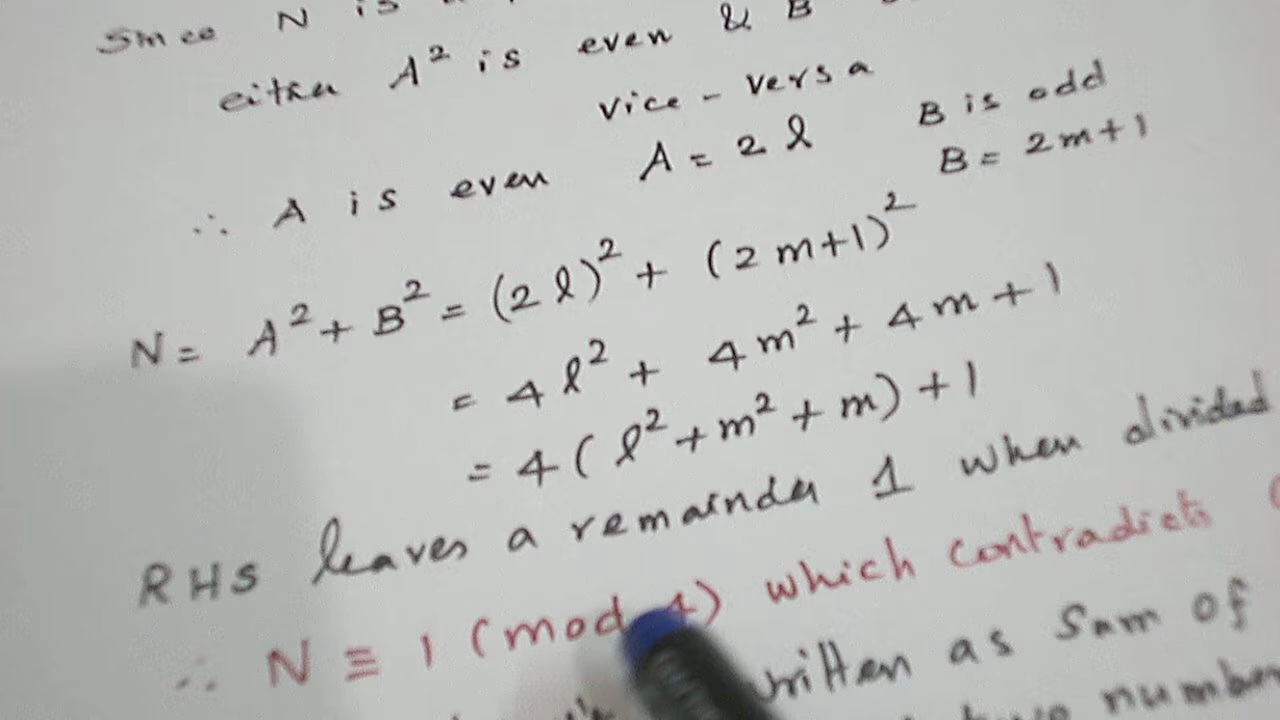 Since N is
either A² is even & B
vice - versa
∴ A is even A = 2l B is odd
B = 2m+1
N = A² + B² = (2l)² + (2m+1)²
= 4l² + 4m² + 4m + 1
= 4(l² + m² + m) + 1
RHS leaves a remainder 1 when divided
∴ N ≡ 1 (mod 4) which contradicts
written as sum of
two number